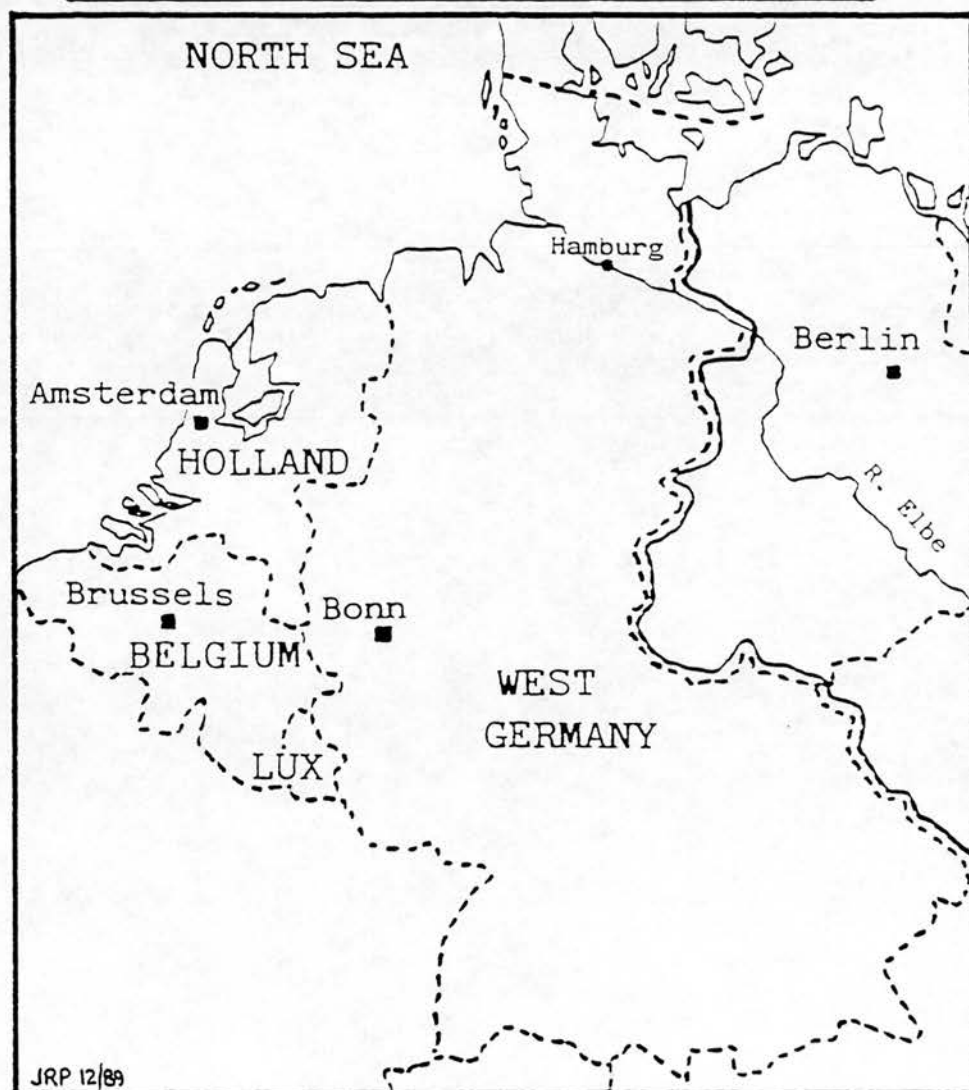 NORTH SEA
Hamburg
Berlin
Amsterdam
HOLLAND
R. Elbe
Brussels
Bonn
BELGIUM
WEST
GERMANY
LUX
JRP 12/89